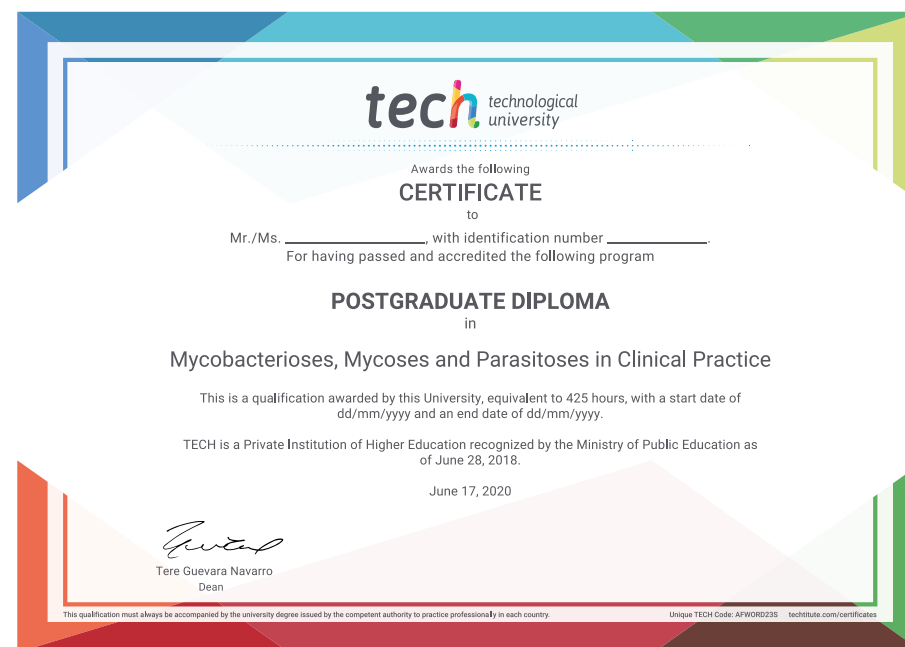 tech technological
university
Awards the following
CERTIFICATE
to
Mr./Ms. ____________, with identification number ____________.
For having passed and accredited the following program
POSTGRADUATE DIPLOMA
in
Mycobacterioses, Mycoses and Parasitoses in Clinical Practice
This is a qualification awarded by this University, equivalent to 425 hours, with a start date of
dd/mm/yyyy and an end date of dd/mm/yyyy.
TECH is a Private Institution of Higher Education recognized by the Ministry of Public Education as
of June 28, 2018.
June 17, 2020
Tere Guevara Navarro
Dean
This qualification must always be accompanied by the university degree issued by the competent authority to practice professionally in each country. Unique TECH Code: AFWORD23S techtitute.com/certificates